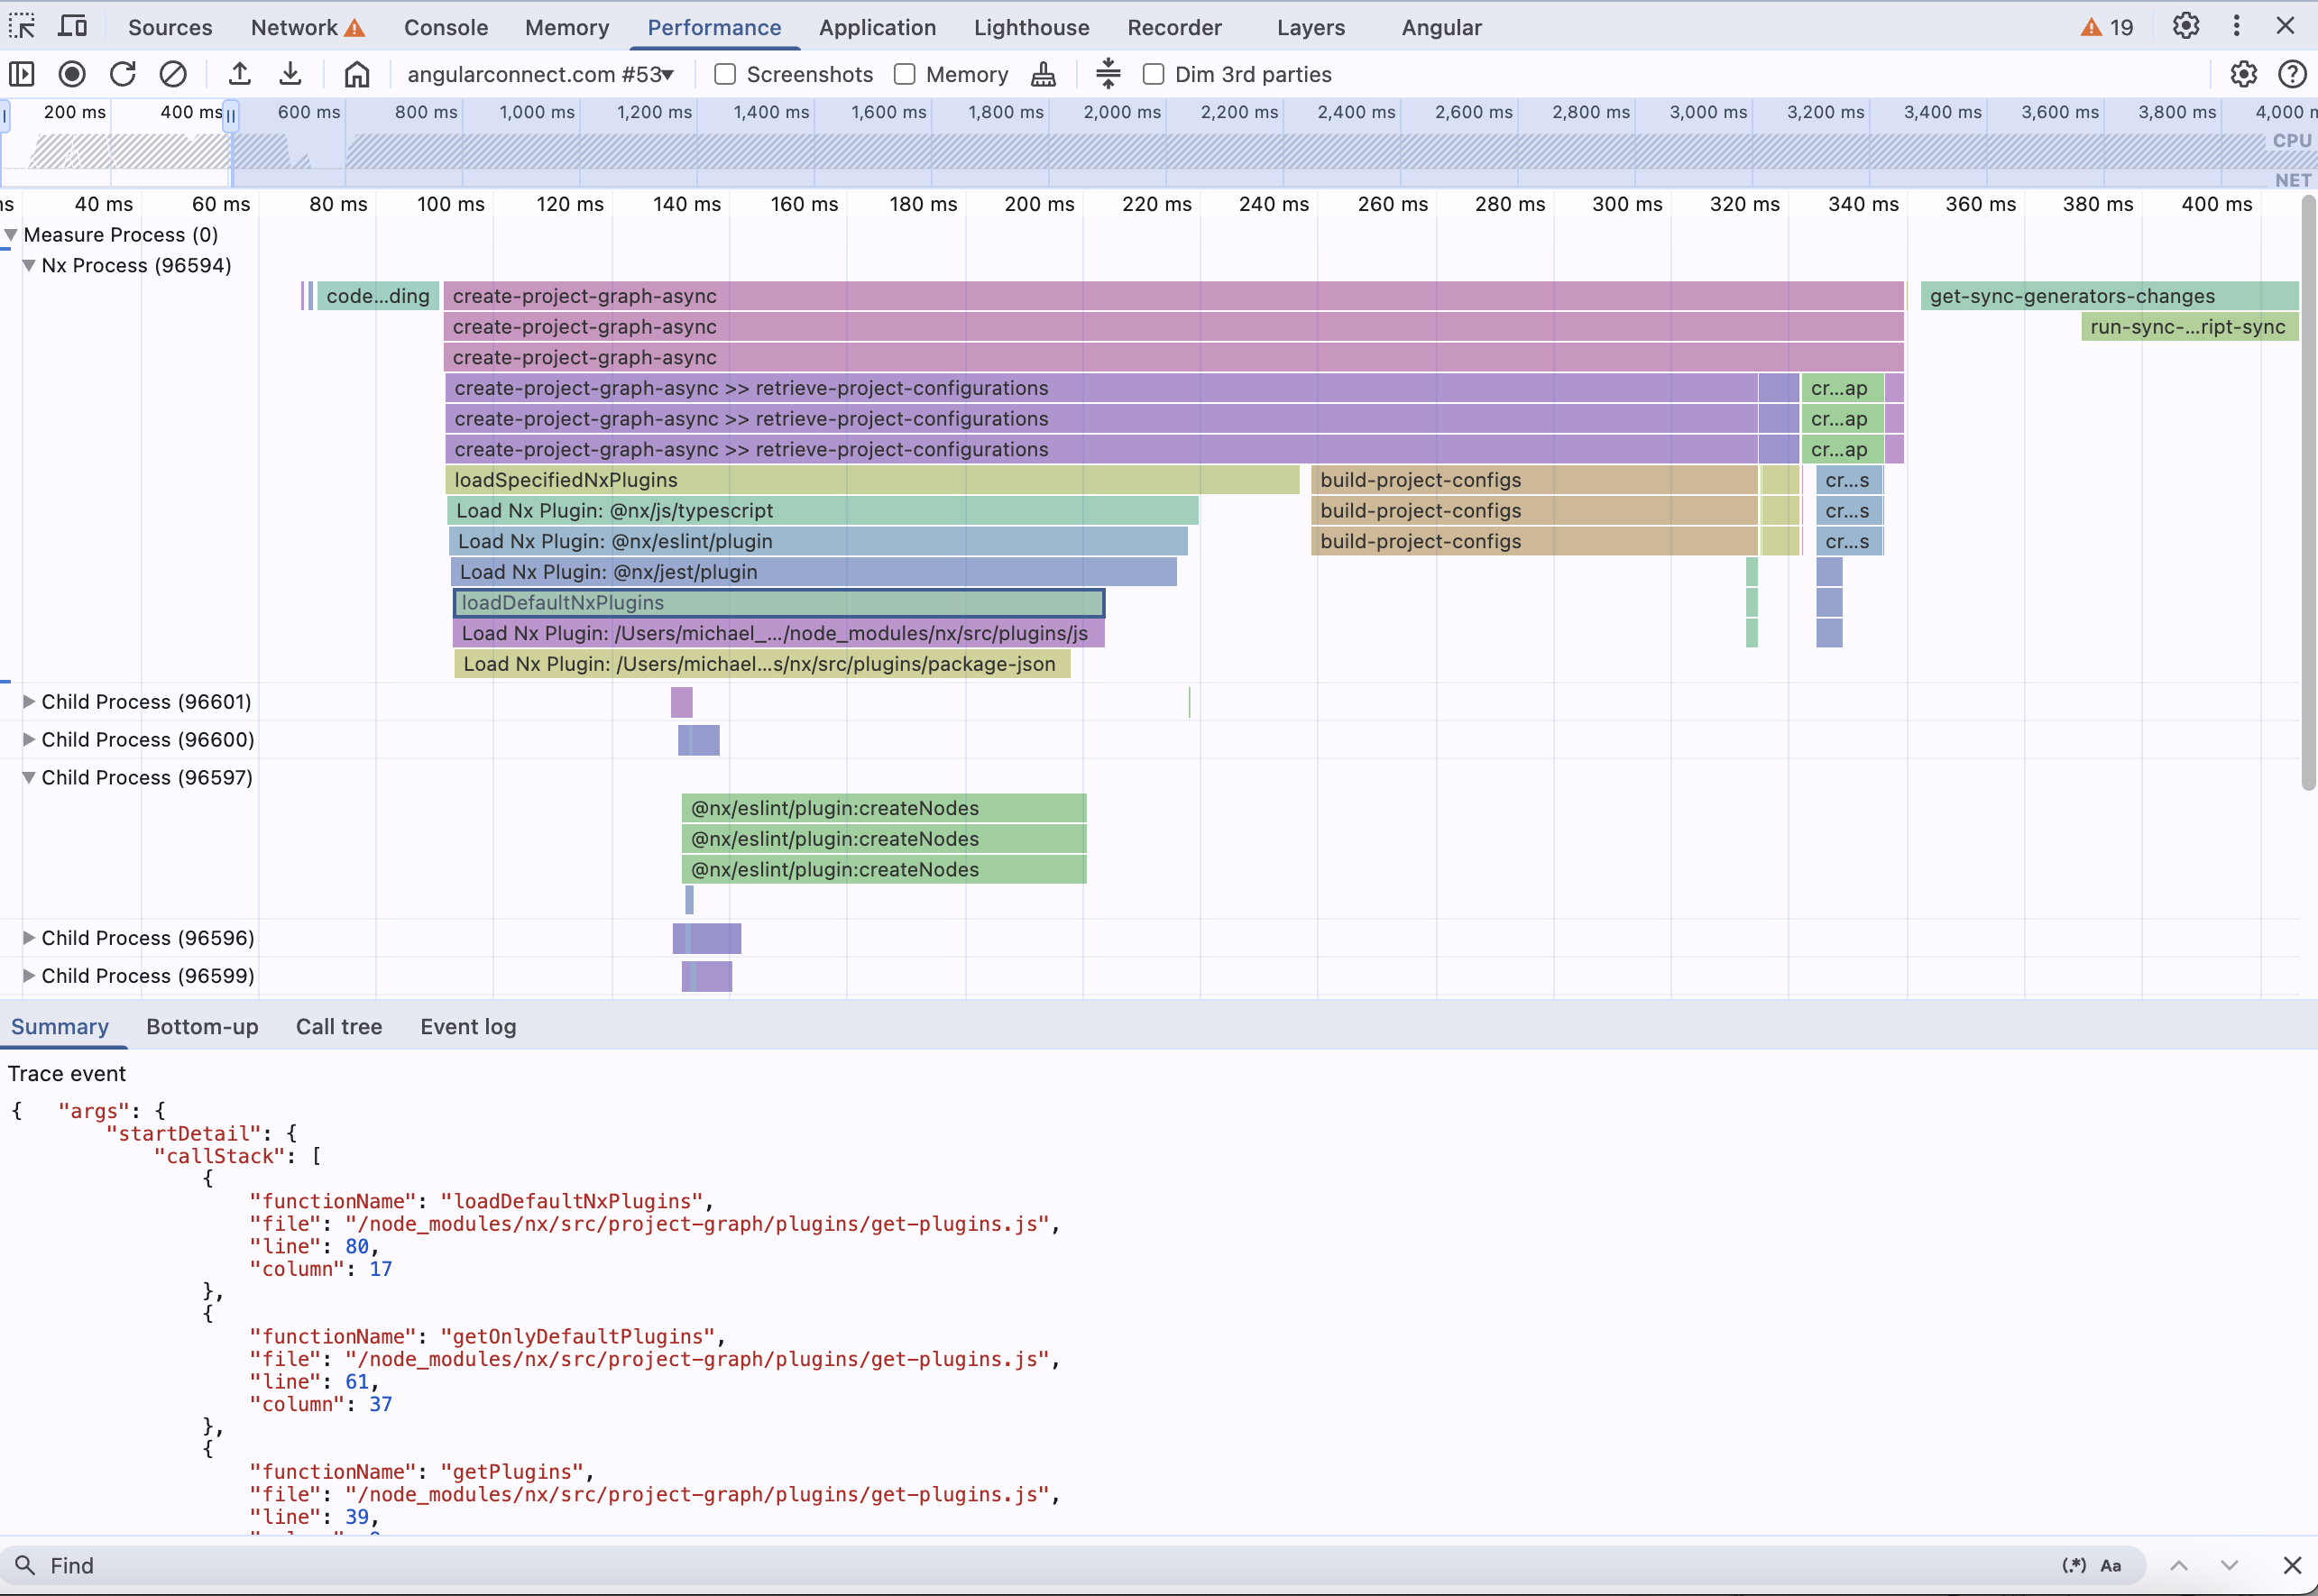 Sources Network Console Memory Performance Application Lighthouse Recorder Layers Angular 19
angularconnect.com #53 Screenshots Memory Dim 3rd parties
200 ms 400 ms 600 ms 800 ms 1,000 ms 1,200 ms 1,400 ms 1,600 ms 1,800 ms 2,000 ms 2,200 ms 2,400 ms 2,600 ms 2,800 ms 3,000 ms 3,200 ms 3,400 ms 3,600 ms 3,800 ms 4,000 m
CPU
NET
ns 40 ms 60 ms 80 ms 100 ms 120 ms 140 ms 160 ms 180 ms 200 ms 220 ms 240 ms 260 ms 280 ms 300 ms 320 ms 340 ms 360 ms 380 ms 400 ms
Measure Process (0)
Nx Process (96594)
code...ding create-project-graph-async get-sync-generators-changes
create-project-graph-async run-sync-...ript-sync
create-project-graph-async
create-project-graph-async >> retrieve-project-configurations cr...ap
create-project-graph-async >> retrieve-project-configurations cr...ap
create-project-graph-async >> retrieve-project-configurations cr...ap
loadSpecifiedNxPlugins build-project-configs cr...s
Load Nx Plugin: @nx/js/typescript build-project-configs cr...s
Load Nx Plugin: @nx/eslint/plugin build-project-configs cr...s
Load Nx Plugin: @nx/jest/plugin
loadDefaultNxPlugins
Load Nx Plugin: /Users/michael_.../node_modules/nx/src/plugins/js
Load Nx Plugin: /Users/michael...s/nx/src/plugins/package-json
Child Process (96601)
Child Process (96600)
Child Process (96597)
@nx/eslint/plugin:createNodes
@nx/eslint/plugin:createNodes
@nx/eslint/plugin:createNodes
Child Process (96596)
Child Process (96599)
Summary Bottom-up Call tree Event log
Trace event
{ "args": {
"startDetail": {
"callStack": [
{
"functionName": "loadDefaultNxPlugins",
"file": "/node_modules/nx/src/project-graph/plugins/get-plugins.js",
"line": 80,
"column": 17
},
{
"functionName": "getOnlyDefaultPlugins",
"file": "/node_modules/nx/src/project-graph/plugins/get-plugins.js",
"line": 61,
"column": 37
},
{
"functionName": "getPlugins",
"file": "/node_modules/nx/src/project-graph/plugins/get-plugins.js",
"line": 39,
Find (.*) Aa